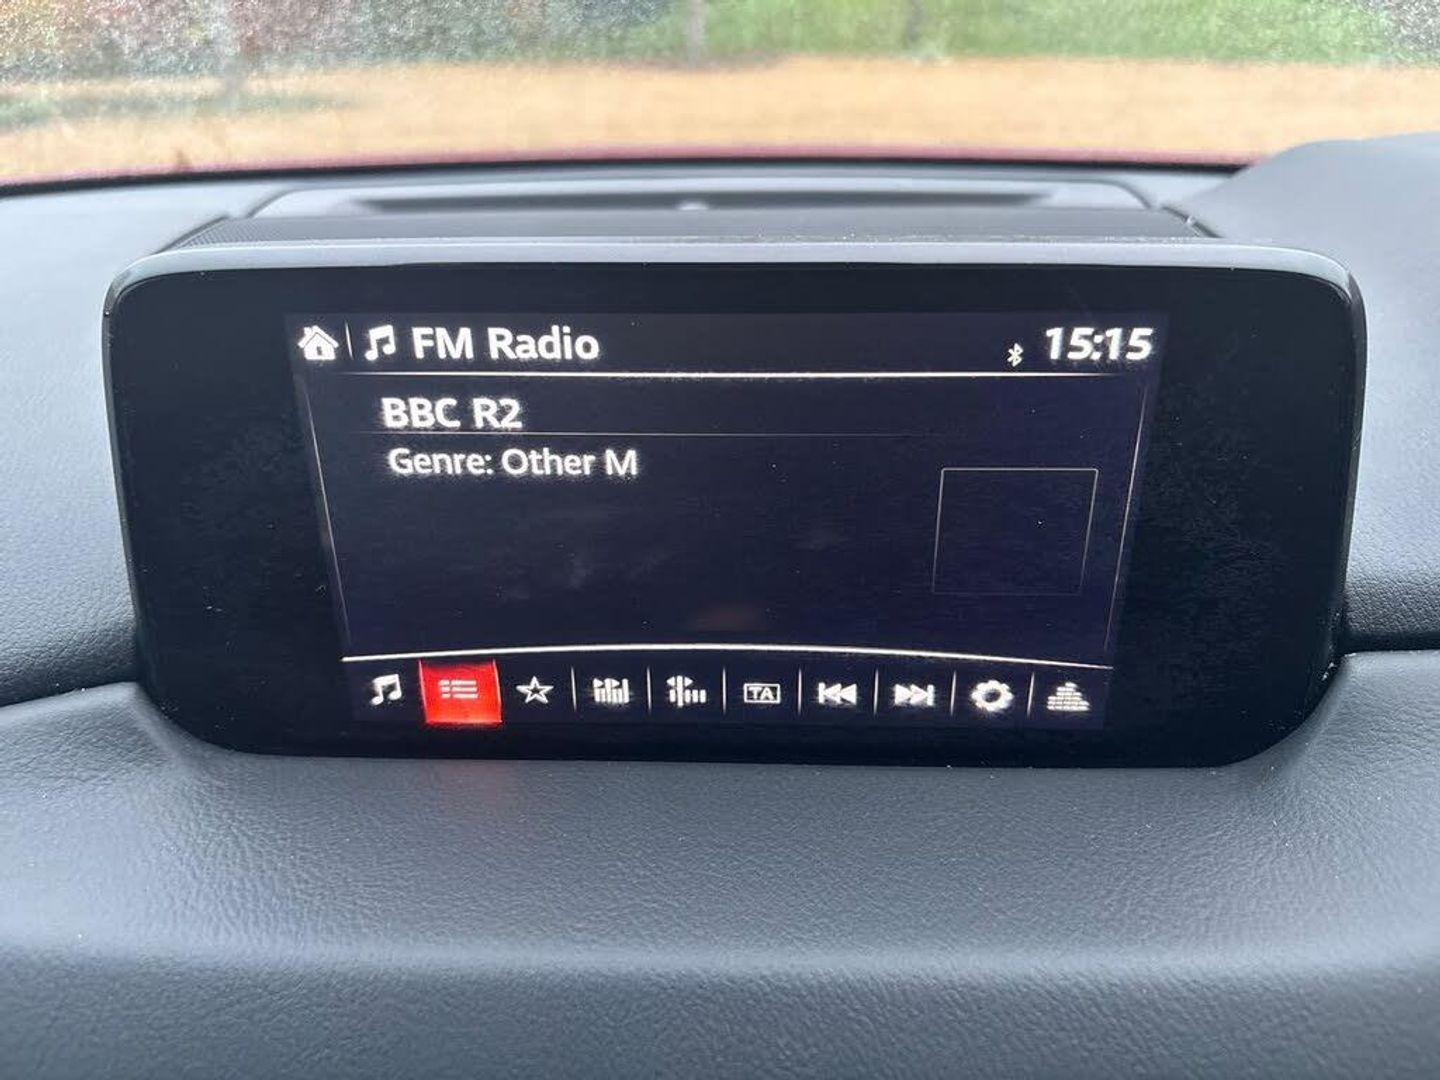 FM Radio
15:15
BBC R2
Genre: Other M
TA